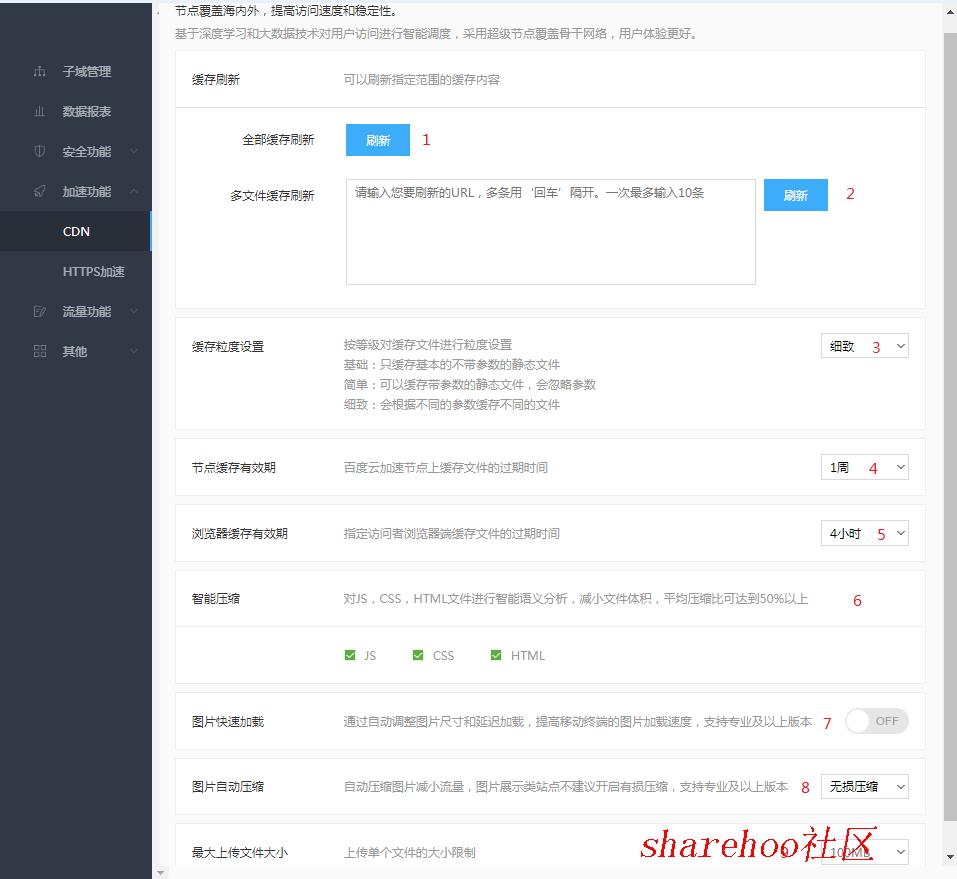 节点覆盖海内外，提高访问速度和稳定性。
基于深度学习和大数据技术对用户访问进行智能调度，采用超级节点覆盖骨干网络，用户体验更好。
子域管理
数据报表
安全功能
加速功能
CDN
HTTPS加速
流量功能
其他
缓存刷新 可以刷新指定范围的缓存内容
全部缓存刷新 刷新 1
多文件缓存刷新 请输入您要刷新的URL，多条用‘回车’隔开。一次最多输入10条 刷新 2
缓存粒度设置 按等级对缓存文件进行粒度设置 细致 3
基础：只缓存基本的不带参数的静态文件
简单：可以缓存带参数的静态文件，会忽略参数
细致：会根据不同的参数缓存不同的文件
节点缓存有效期 百度云加速节点上缓存文件的过期时间 1周 4
浏览器缓存有效期 指定访问者浏览器端缓存文件的过期时间 4小时 5
智能压缩 对JS，CSS，HTML文件进行智能语义分析，减小文件体积，平均压缩比可达到50%以上 6
JS CSS HTML
图片快速加载 通过自动调整图片尺寸和延迟加载，提高移动终端的图片加载速度，支持专业及以上版本 7 OFF
图片自动压缩 自动压缩图片减小流量，图片展示类站点不建议开启有损压缩，支持专业及以上版本 8 无损压缩
最大上传文件大小 上传单个文件的大小限制 9 100MB
sharehoo社区